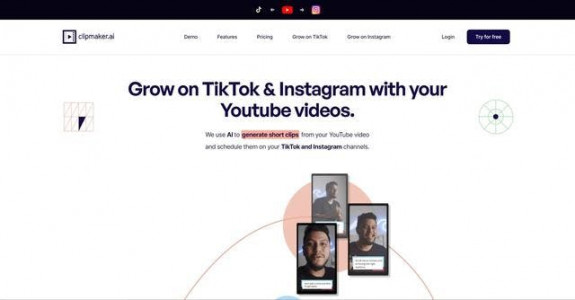 clipmaker.ai
Demo
Features
Pricing
Grow on TikTok
Grow on Instagram
Login
Try for free
Grow on TikTok & Instagram with your
Youtube videos.
We use AI to generate short clips from your YouTube video
and schedule them on your TikTok and Instagram channels.